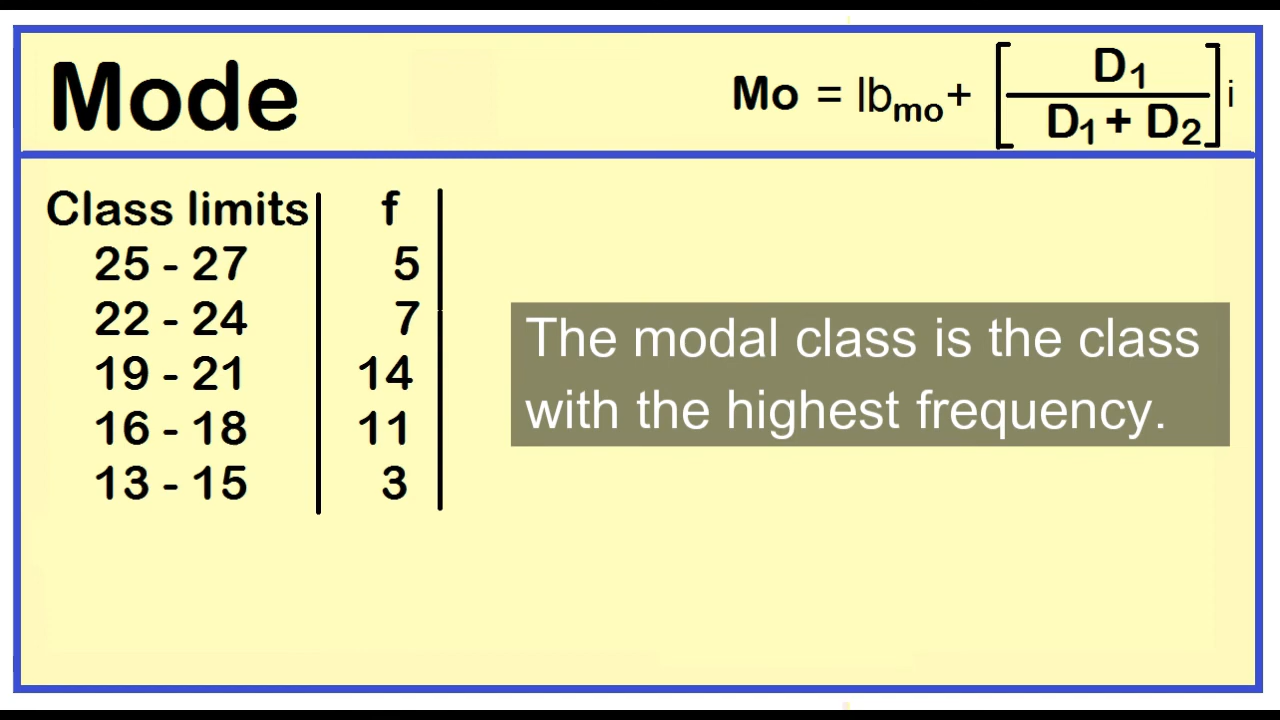 Mode
Mo = lbmo + [ D1 / D1 + D2 ] i
Class limits f
25 - 27 5
22 - 24 7
19 - 21 14
16 - 18 11
13 - 15 3
The modal class is the class
with the highest frequency.